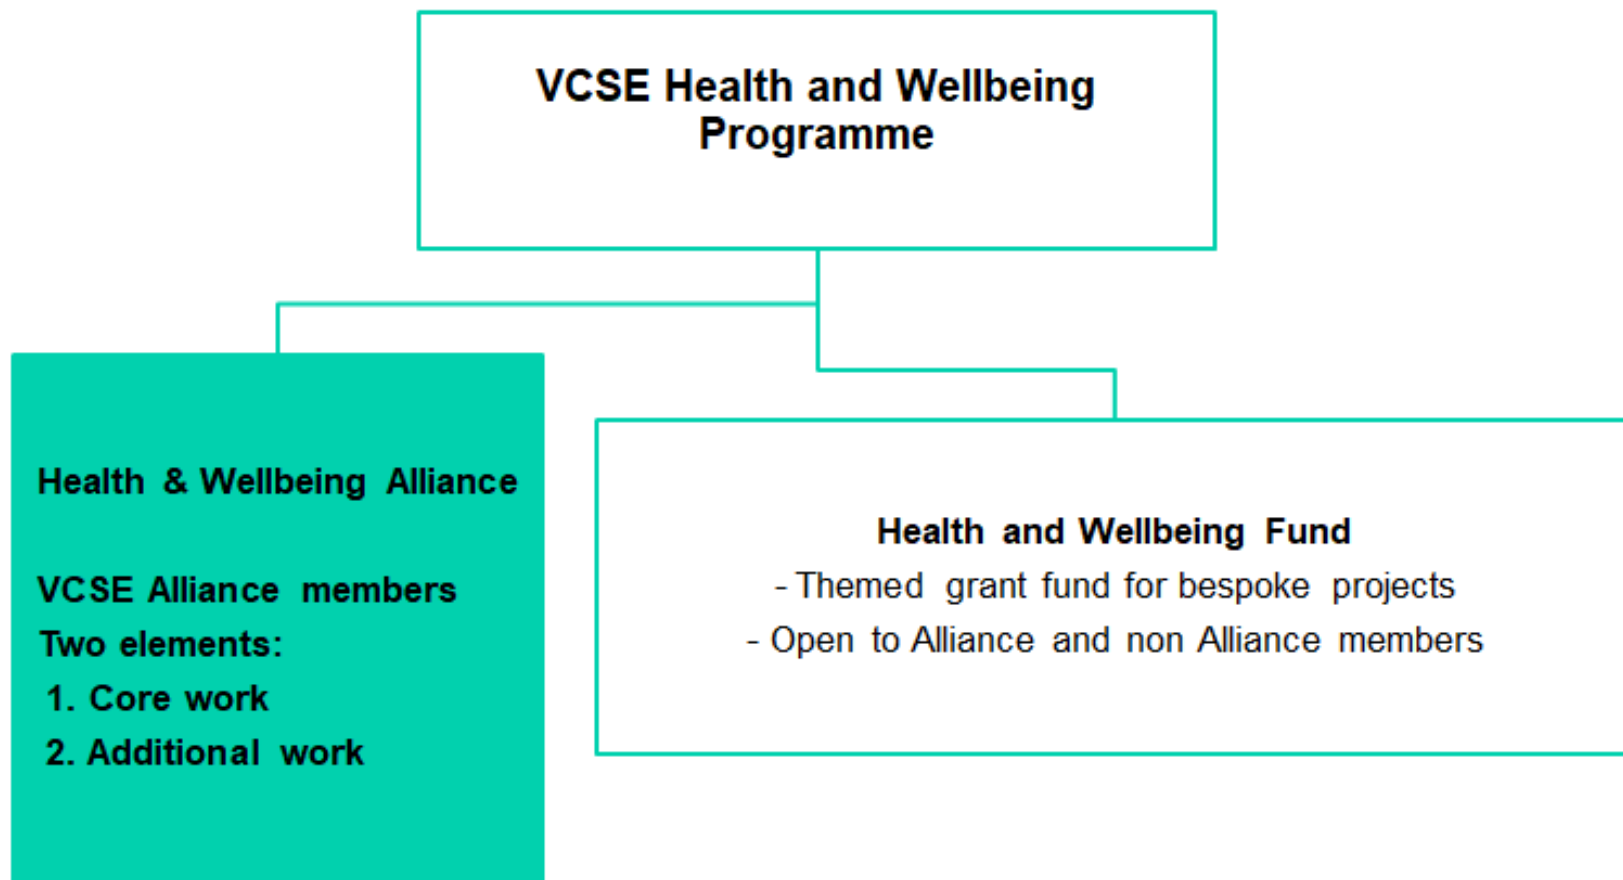 VCSE Health and Wellbeing
Programme
Health & Wellbeing Alliance
VCSE Alliance members
Two elements:
1. Core work
2. Additional work
Health and Wellbeing Fund
- Themed grant fund for bespoke projects
- Open to Alliance and non Alliance members